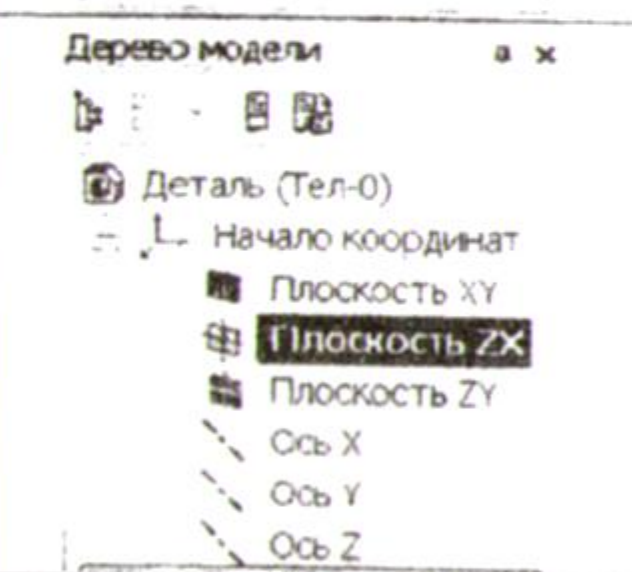 Дерево модели
Деталь (Тел-0)
Начало координат
Плоскость XY
Плоскость ZX
Плоскость ZY
Ось X
Ось Y
Ось Z